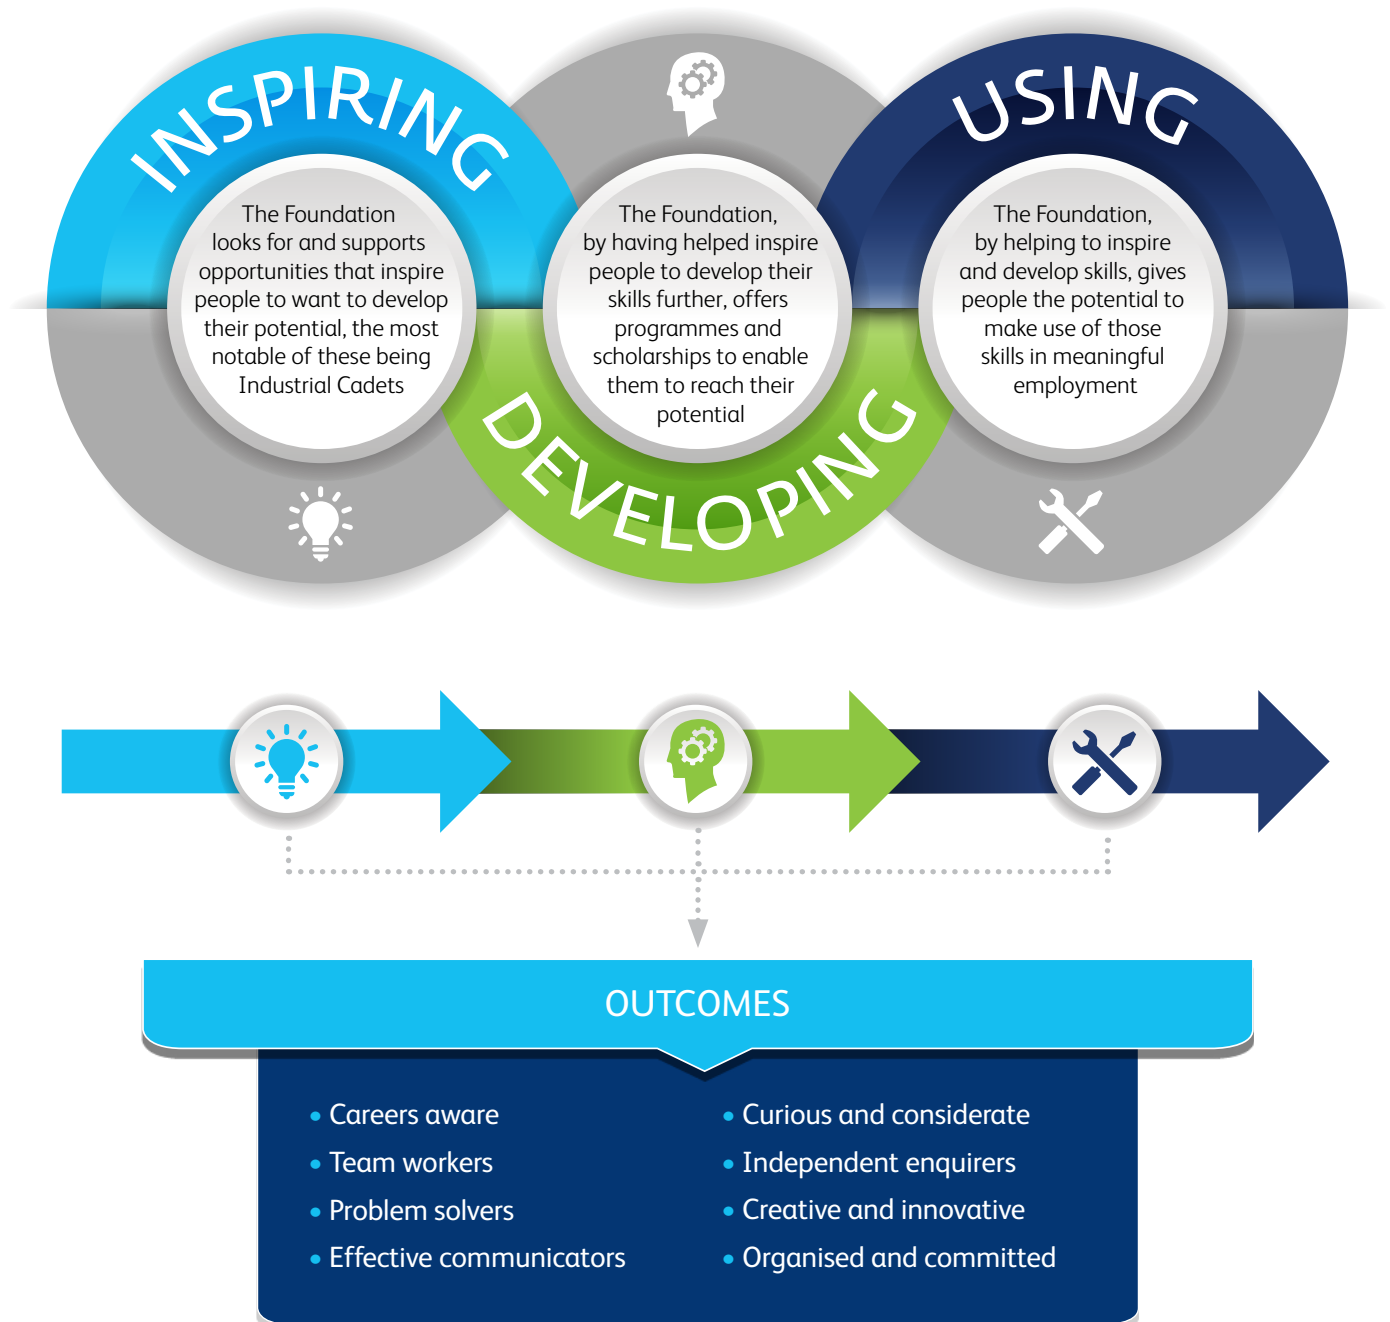 INSPIRING
The Foundation
looks for and supports
opportunities that inspire
people to want to develop
their potential, the most
notable of these being
Industrial Cadets
DEVELOPING
The Foundation,
by having helped inspire
people to develop their
skills further, offers
programmes and
scholarships to enable
them to reach their
potential
USING
The Foundation,
by helping to inspire
and develop skills, gives
people the potential to
make use of those
skills in meaningful
employment
OUTCOMES
• Careers aware
• Team workers
• Problem solvers
• Effective communicators
• Curious and considerate
• Independent enquirers
• Creative and innovative
• Organised and committed